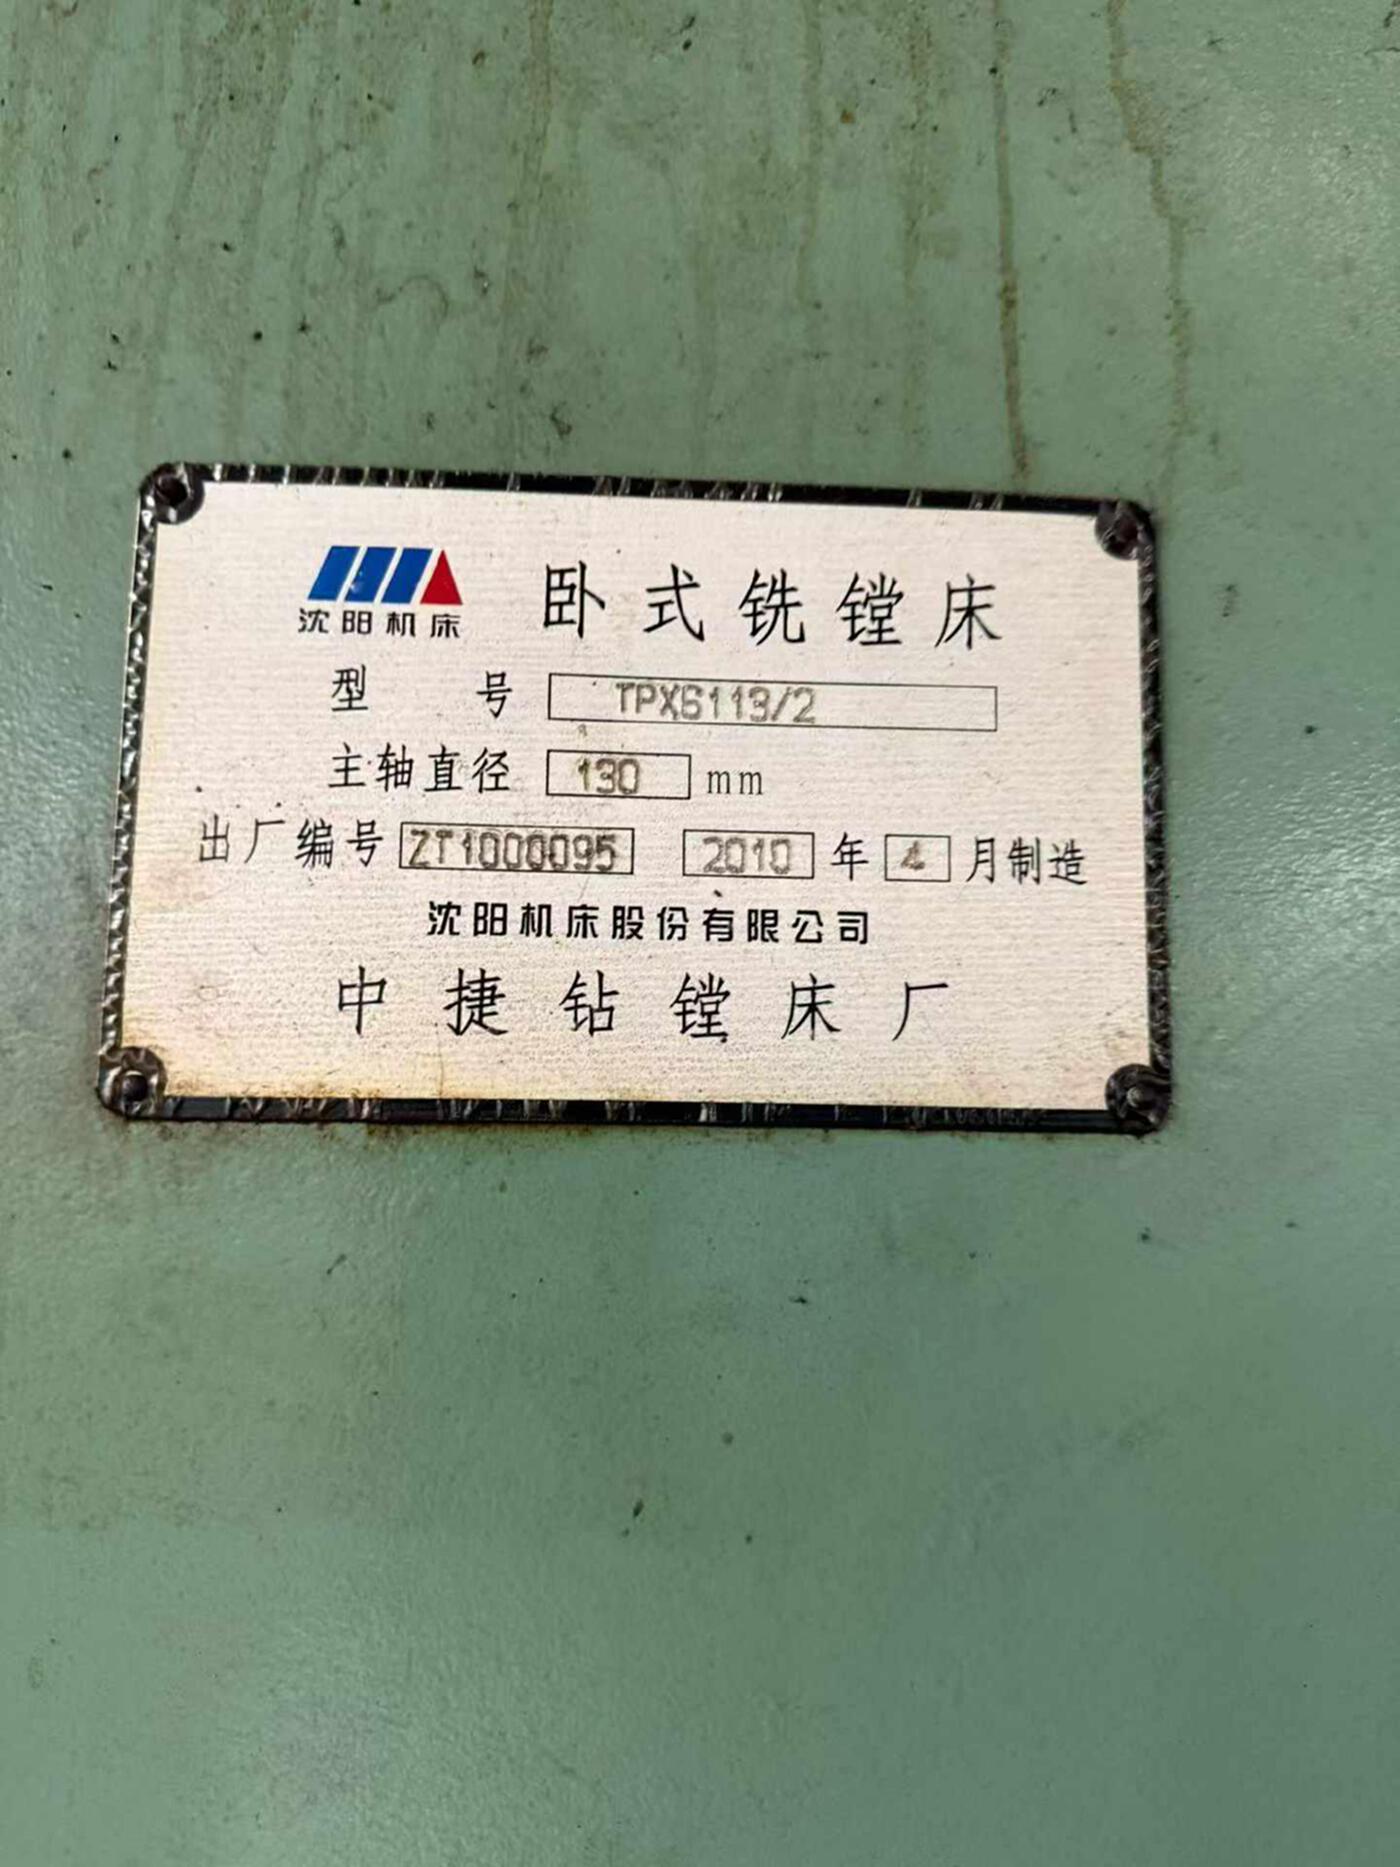 沈阳机床
卧式铣镗床
型 号 TPX6113/2
主轴直径 130 mm
出厂编号 ZT1000095 2010 年 4 月制造
沈阳机床股份有限公司
中捷钻镗床厂